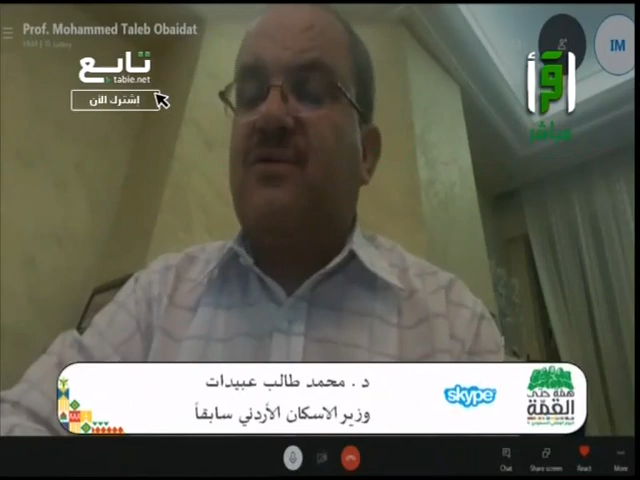 Prof. Mohammed Taleb Obaidat
IM
تابع
tabie.net
اشترك الآن
اقرأ
مباشر
د . محمد طالب عبيدات
وزير الاسكان الأردني سابقاً
skype
همة حتى
القمة
Chat
Share screen
React
More